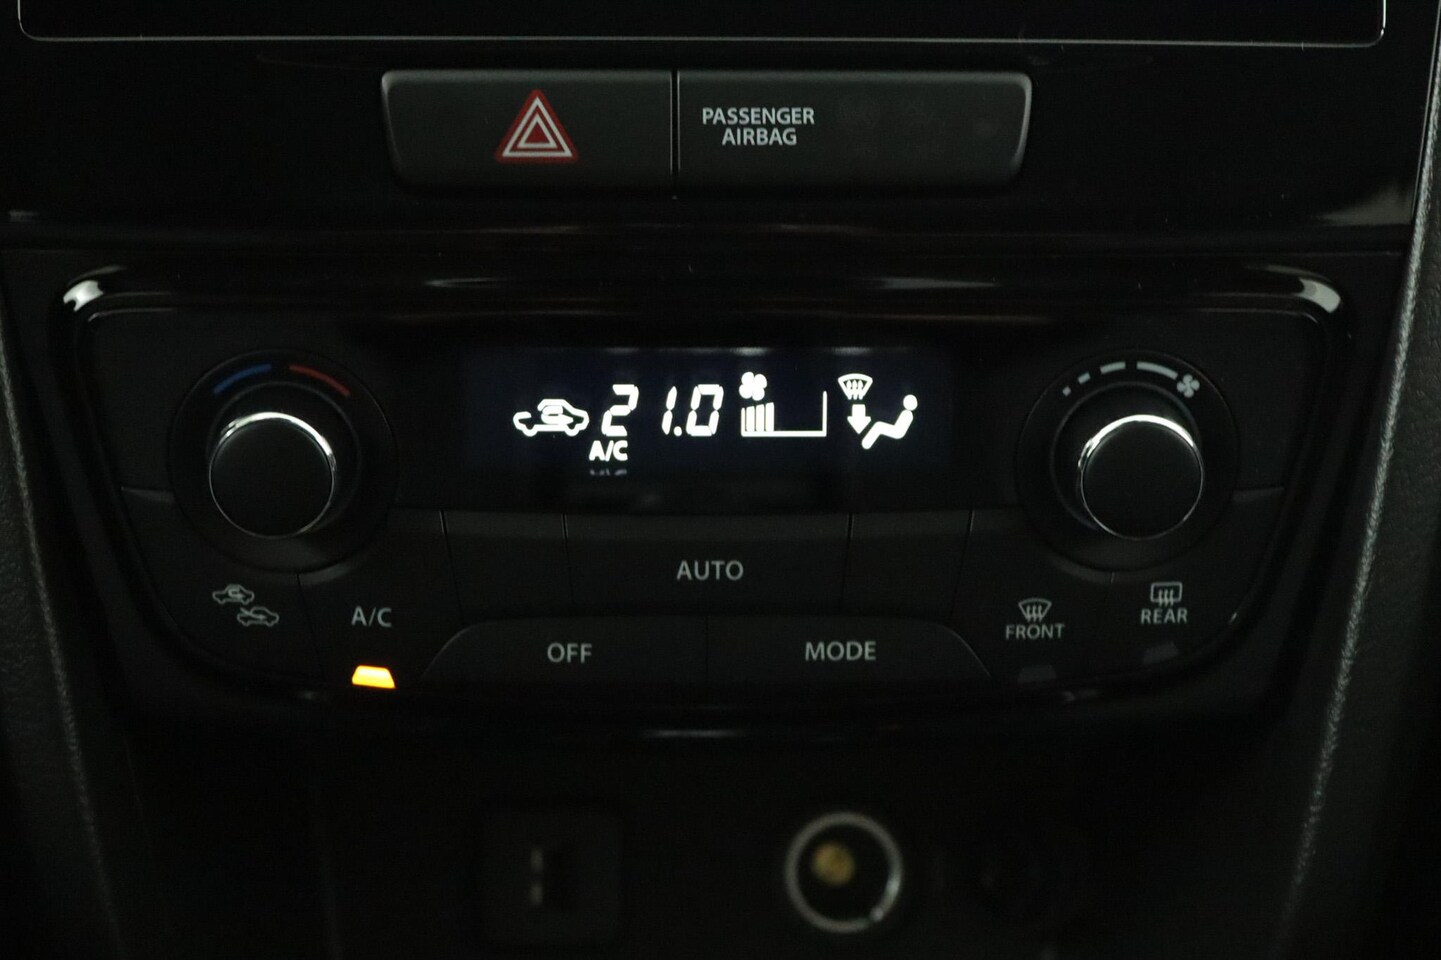 PASSENGER
AIRBAG
21.0
A/C
AUTO
A/C
OFF
MODE
FRONT
REAR